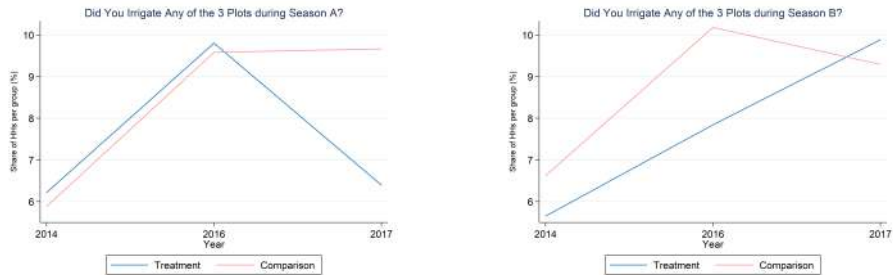 Did You Irrigate Any of the 3 Plots during Season A?
Share of HHs per group (%)
10
9
8
7
6
2014
2016
2017
Year
Treatment
Comparison
Did You Irrigate Any of the 3 Plots during Season B?
Share of HHs per group (%)
10
9
8
7
6
2014
2016
2017
Year
Treatment
Comparison